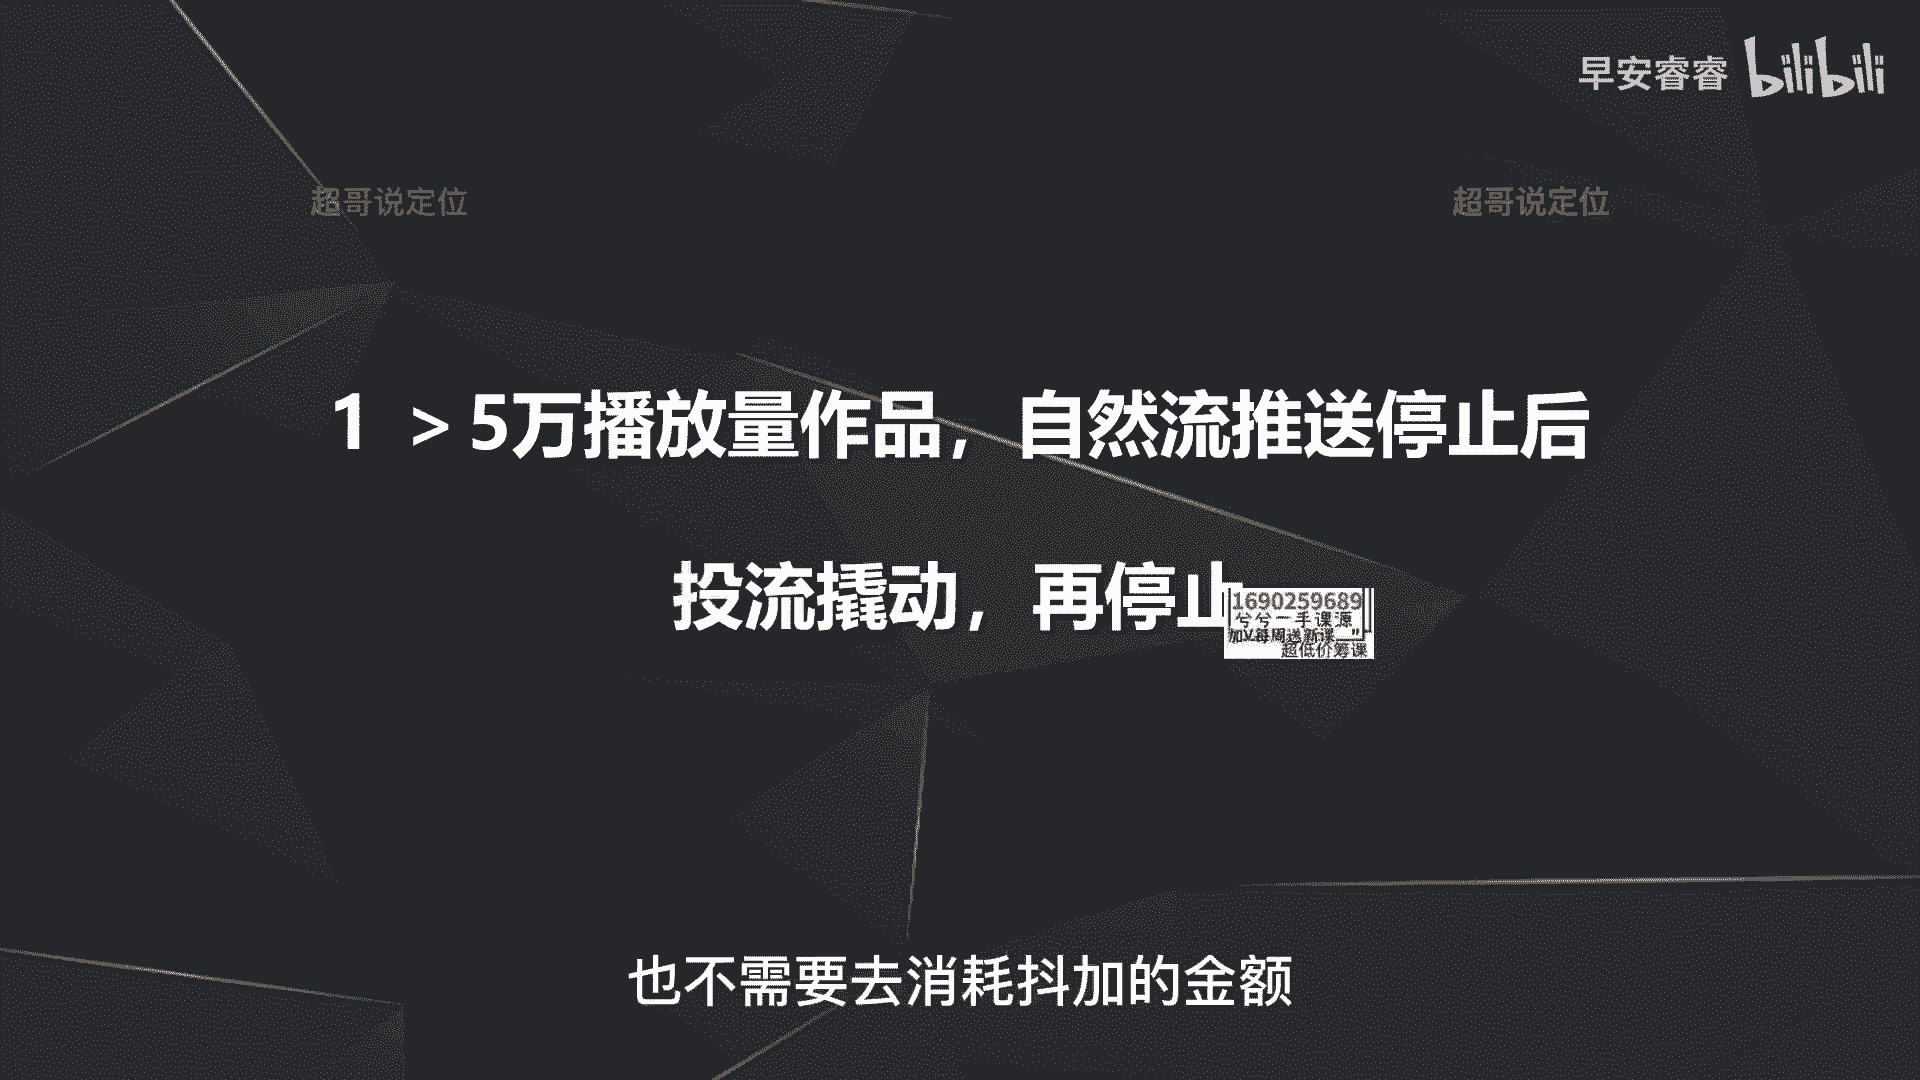 早安睿睿 bilibili
超哥说定位 超哥说定位
1 ＞5万播放量作品，自然流推送停止后
投流撬动，再停止
1690259689
兮兮一手课源
加V每周送新课
超低价筹课
也不需要去消耗抖加的金额